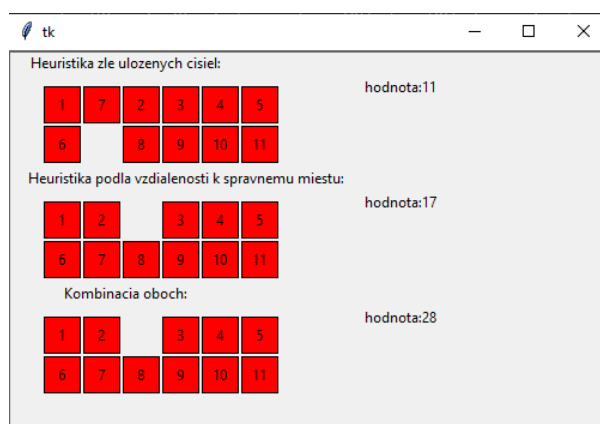 tk
Heuristika zle ulozenych cisiel:
hodnota:11
1 7 2 3 4 5
6 8 9 10 11
Heuristika podla vzdialenosti k spravnemu miestu:
hodnota:17
1 2 3 4 5
6 7 8 9 10 11
Kombinacia oboch:
hodnota:28
1 2 3 4 5
6 7 8 9 10 11